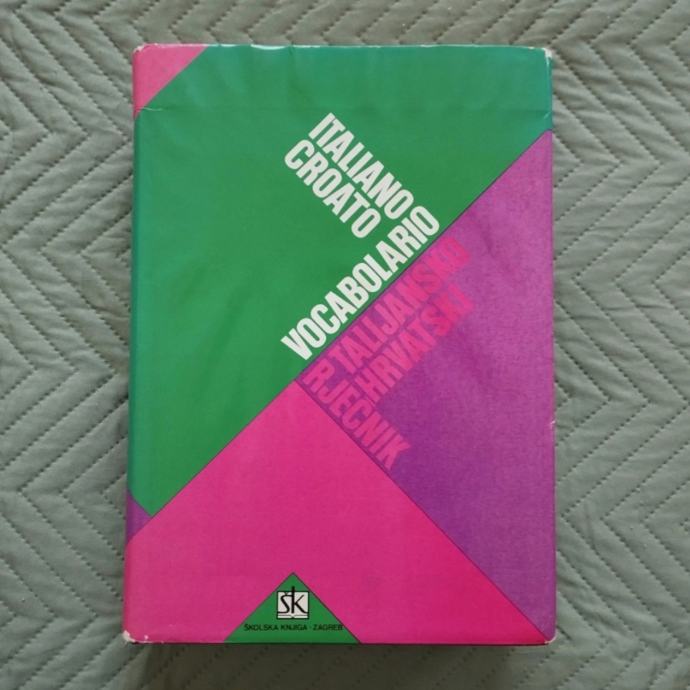 ITALIANO
CROATO
VOCABOLARIO
TALIJANSKO
HRVATSKI
RJEČNIK
ŠK
ŠKOLSKA KNJIGA · ZAGREB